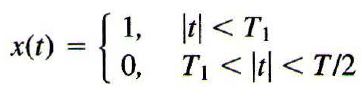 x(t) = { 1, |t| < T₁
0, T₁ < |t| < T/2